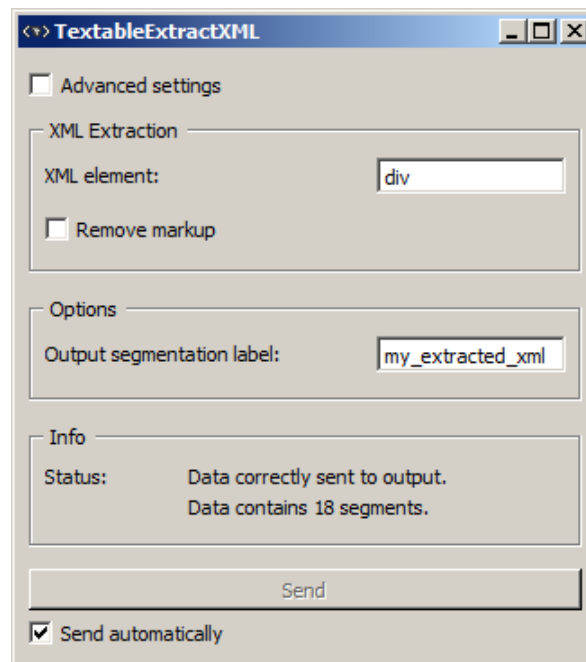 <▾> TextableExtractXML
Advanced settings
XML Extraction
XML element: div
Remove markup
Options
Output segmentation label: my_extracted_xml
Info
Status: Data correctly sent to output.
Data contains 18 segments.
Send
Send automatically